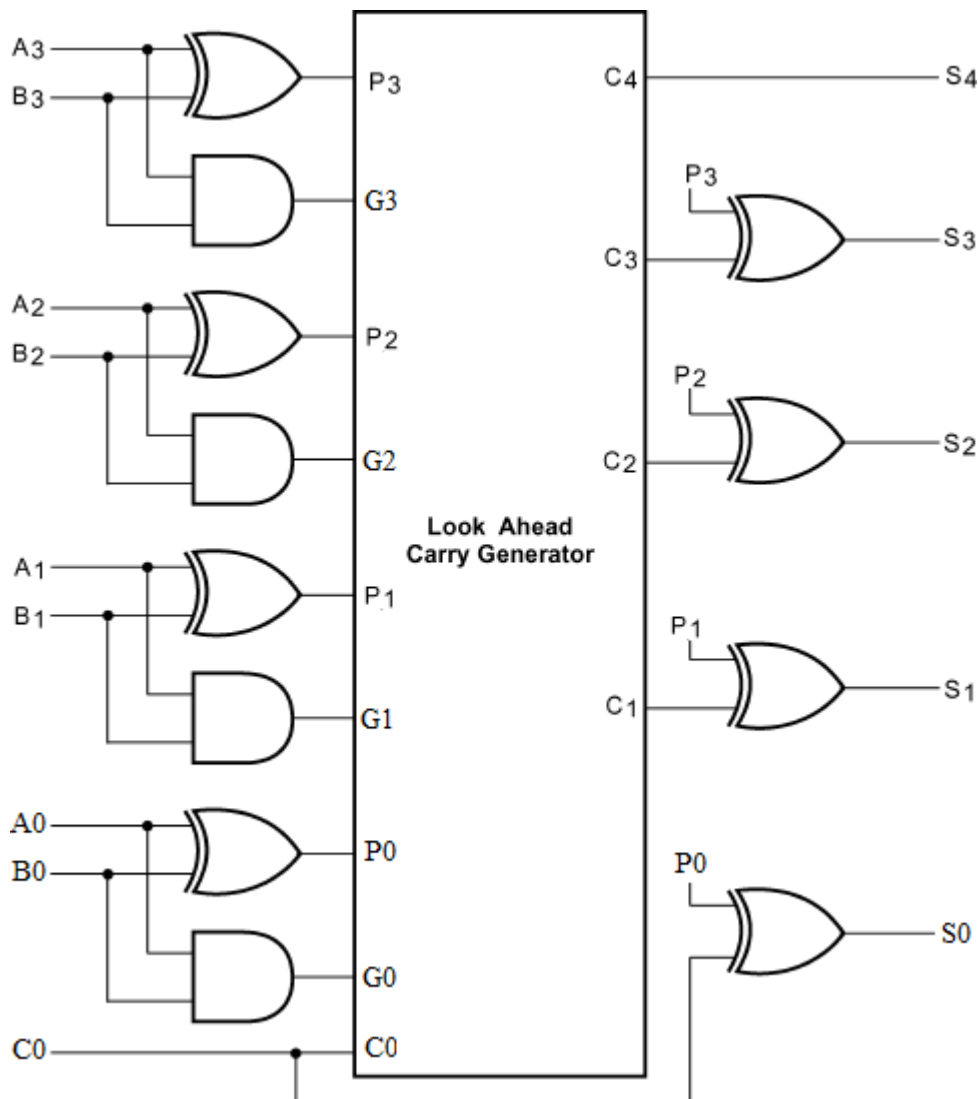 A3
B3
P3
G3
C4
S4
P3
C3
S3
A2
B2
P2
G2
P2
C2
S2
Look Ahead
Carry Generator
A1
B1
P1
G1
P1
C1
S1
A0
B0
P0
G0
P0
S0
C0
C0